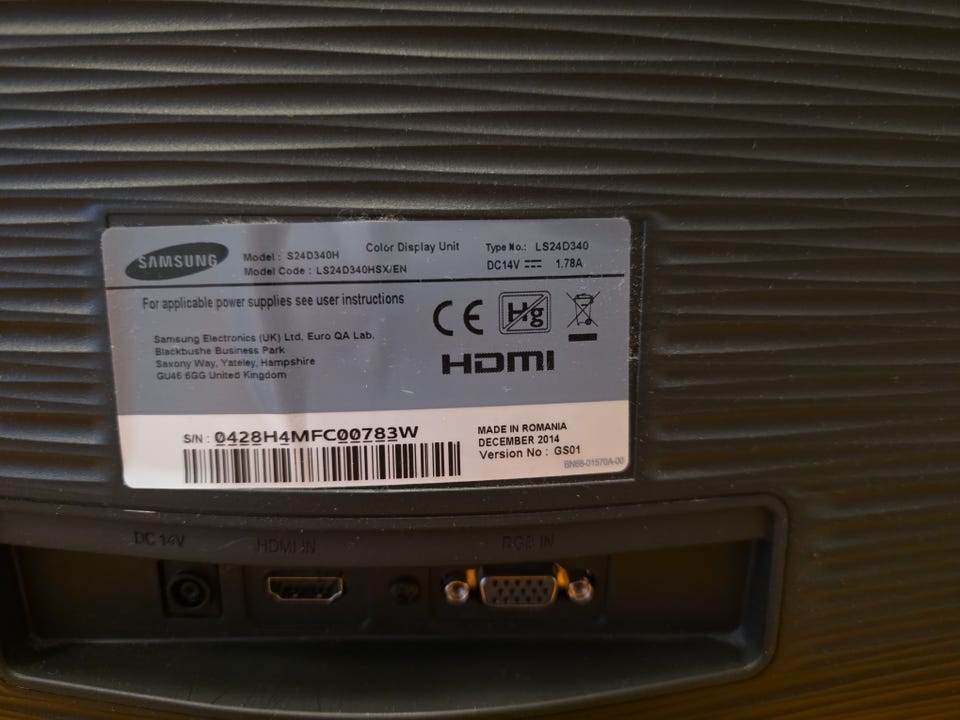 SAMSUNG
Model : S24D340H
Color Display Unit
Type No.: LS24D340
Model Code : LS24D340HSX/EN
DC14V ⎓ 1.78A
For applicable power supplies see user instructions
CE
Hg
Samsung Electronics (UK) Ltd, Euro QA Lab.
Blackbushe Business Park
Saxony Way, Yateley, Hampshire
GU46 6GG United Kingdom
HDMI
S/N : 0428H4MFC00783W
MADE IN ROMANIA
DECEMBER 2014
Version No : GS01
BN68-01570A-00
DC 14V
HDMI IN
RGB IN